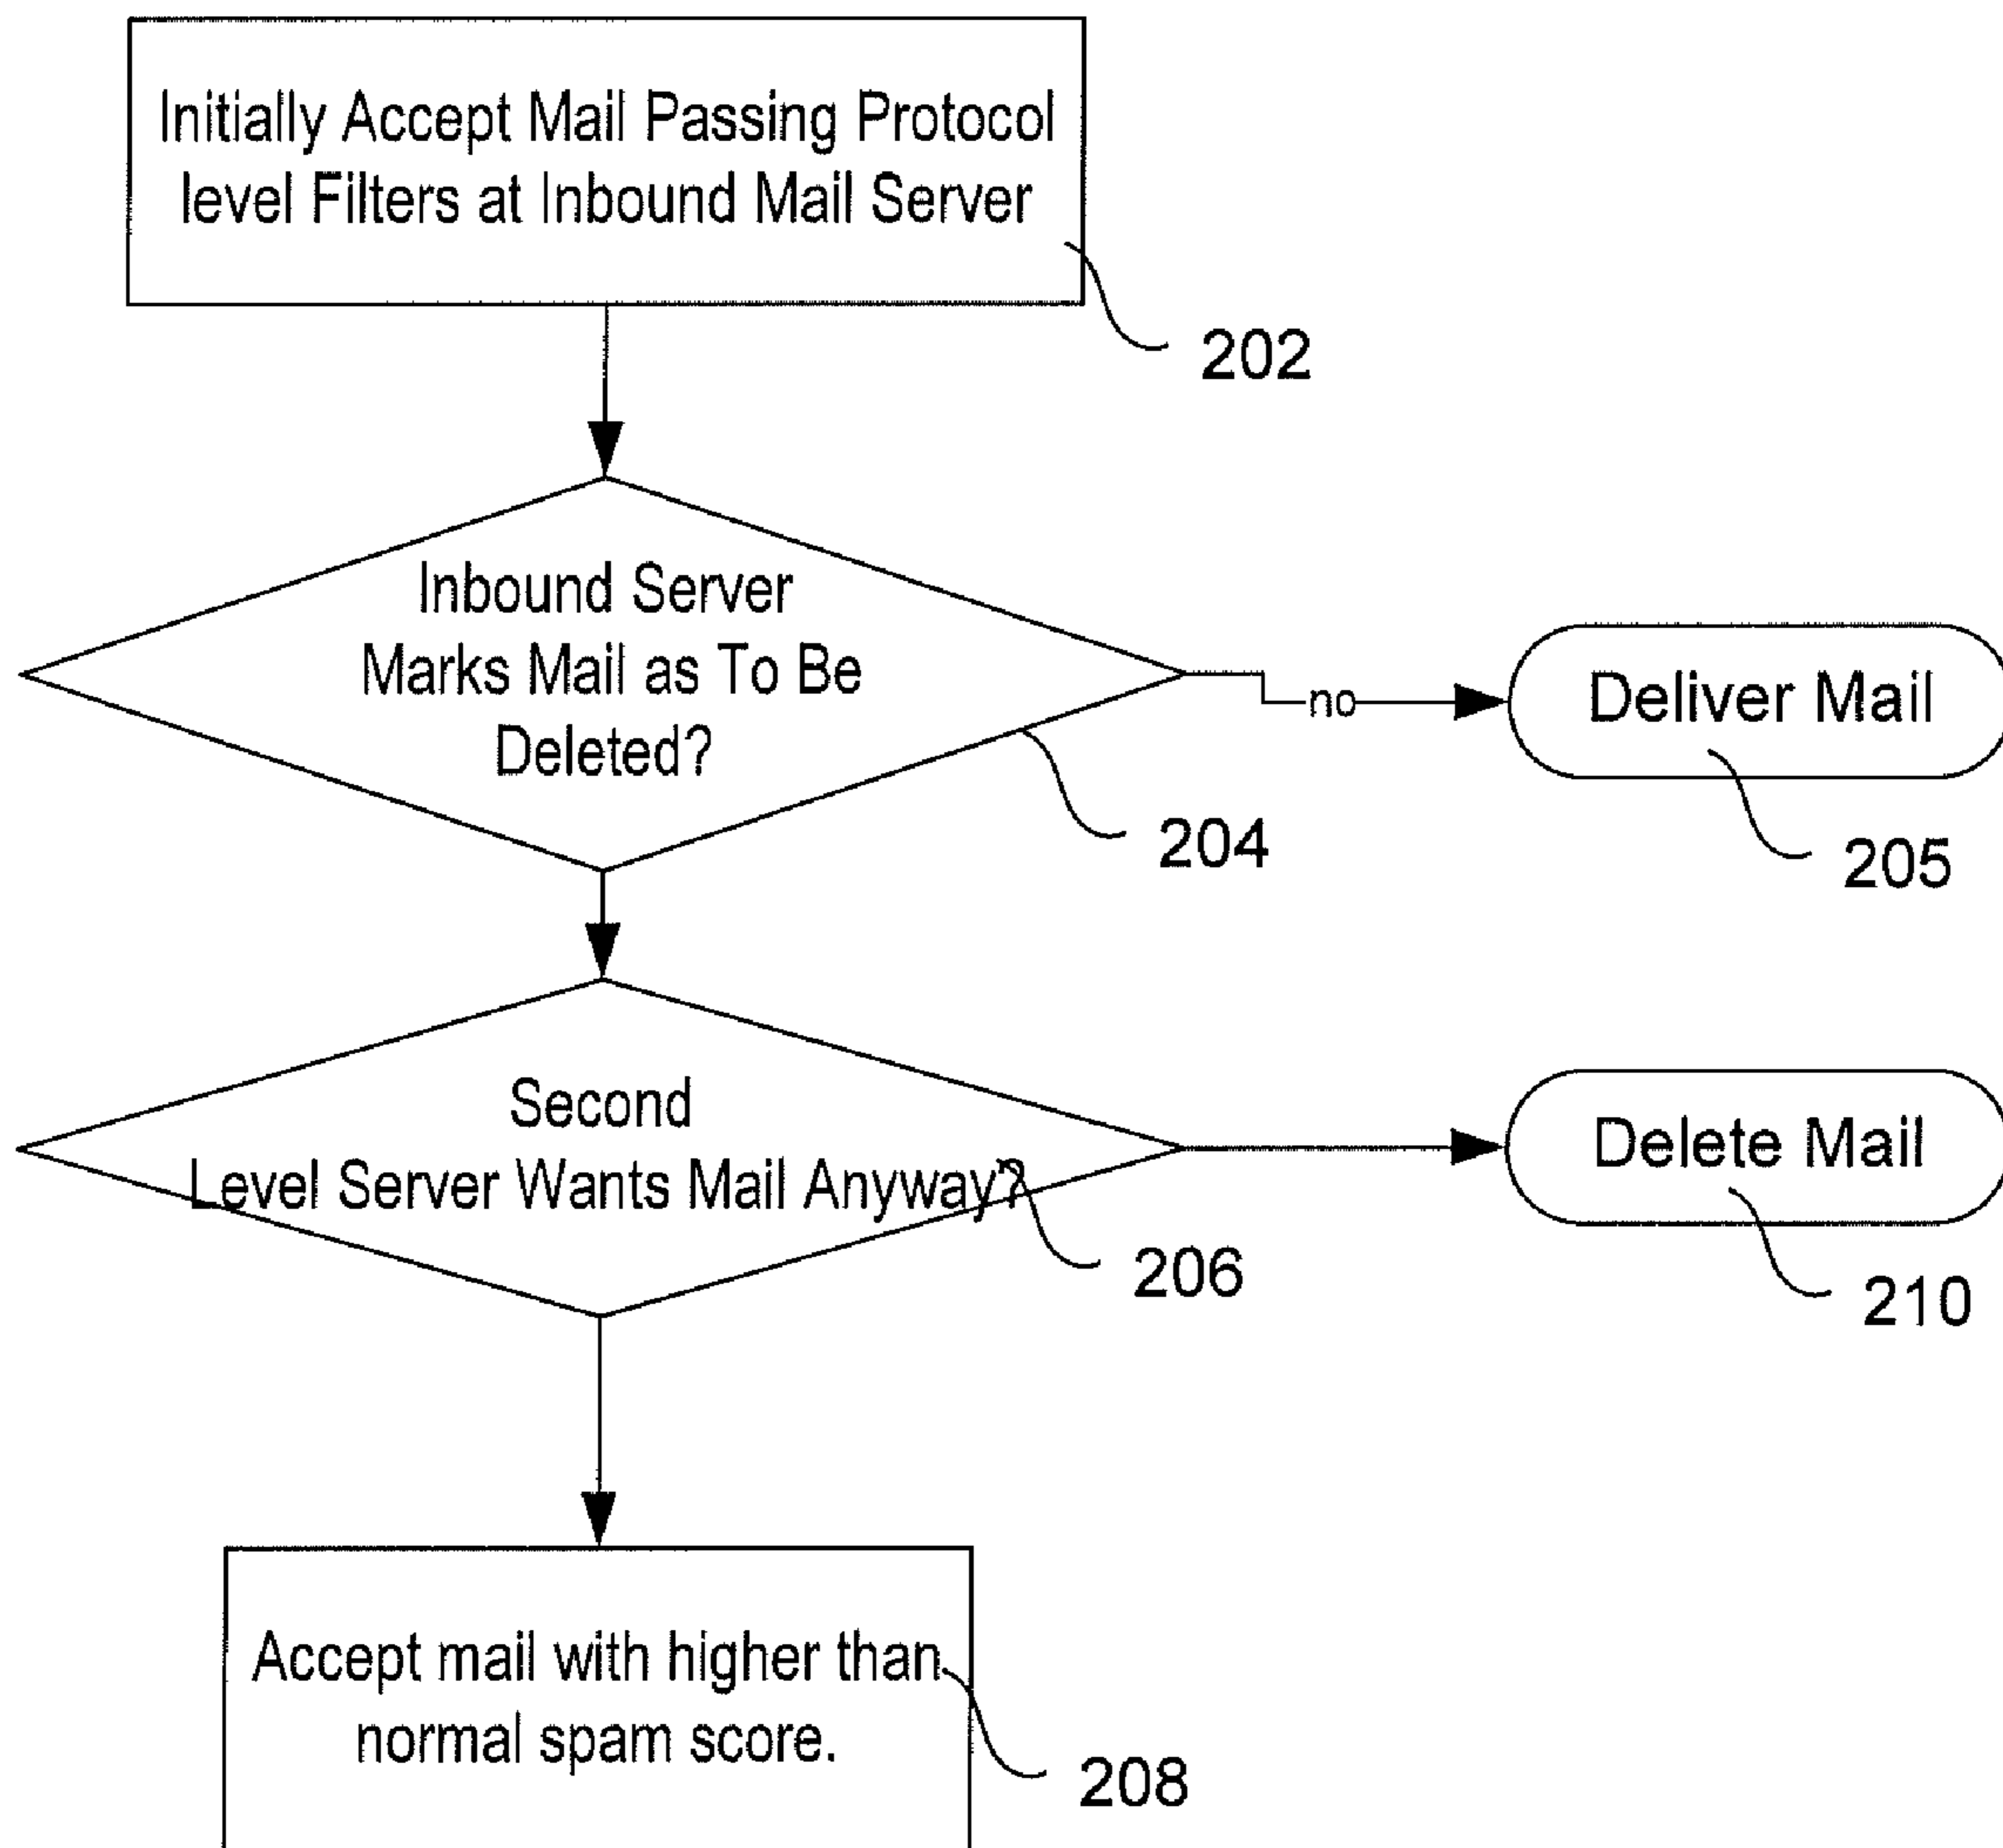 Initially Accept Mail Passing Protocol
level Filters at Inbound Mail Server
202
Inbound Server
Marks Mail as To Be
Deleted?
204
no
Deliver Mail
205
Second
Level Server Wants Mail Anyway?
206
Delete Mail
210
Accept mail with higher than
normal spam score.
208